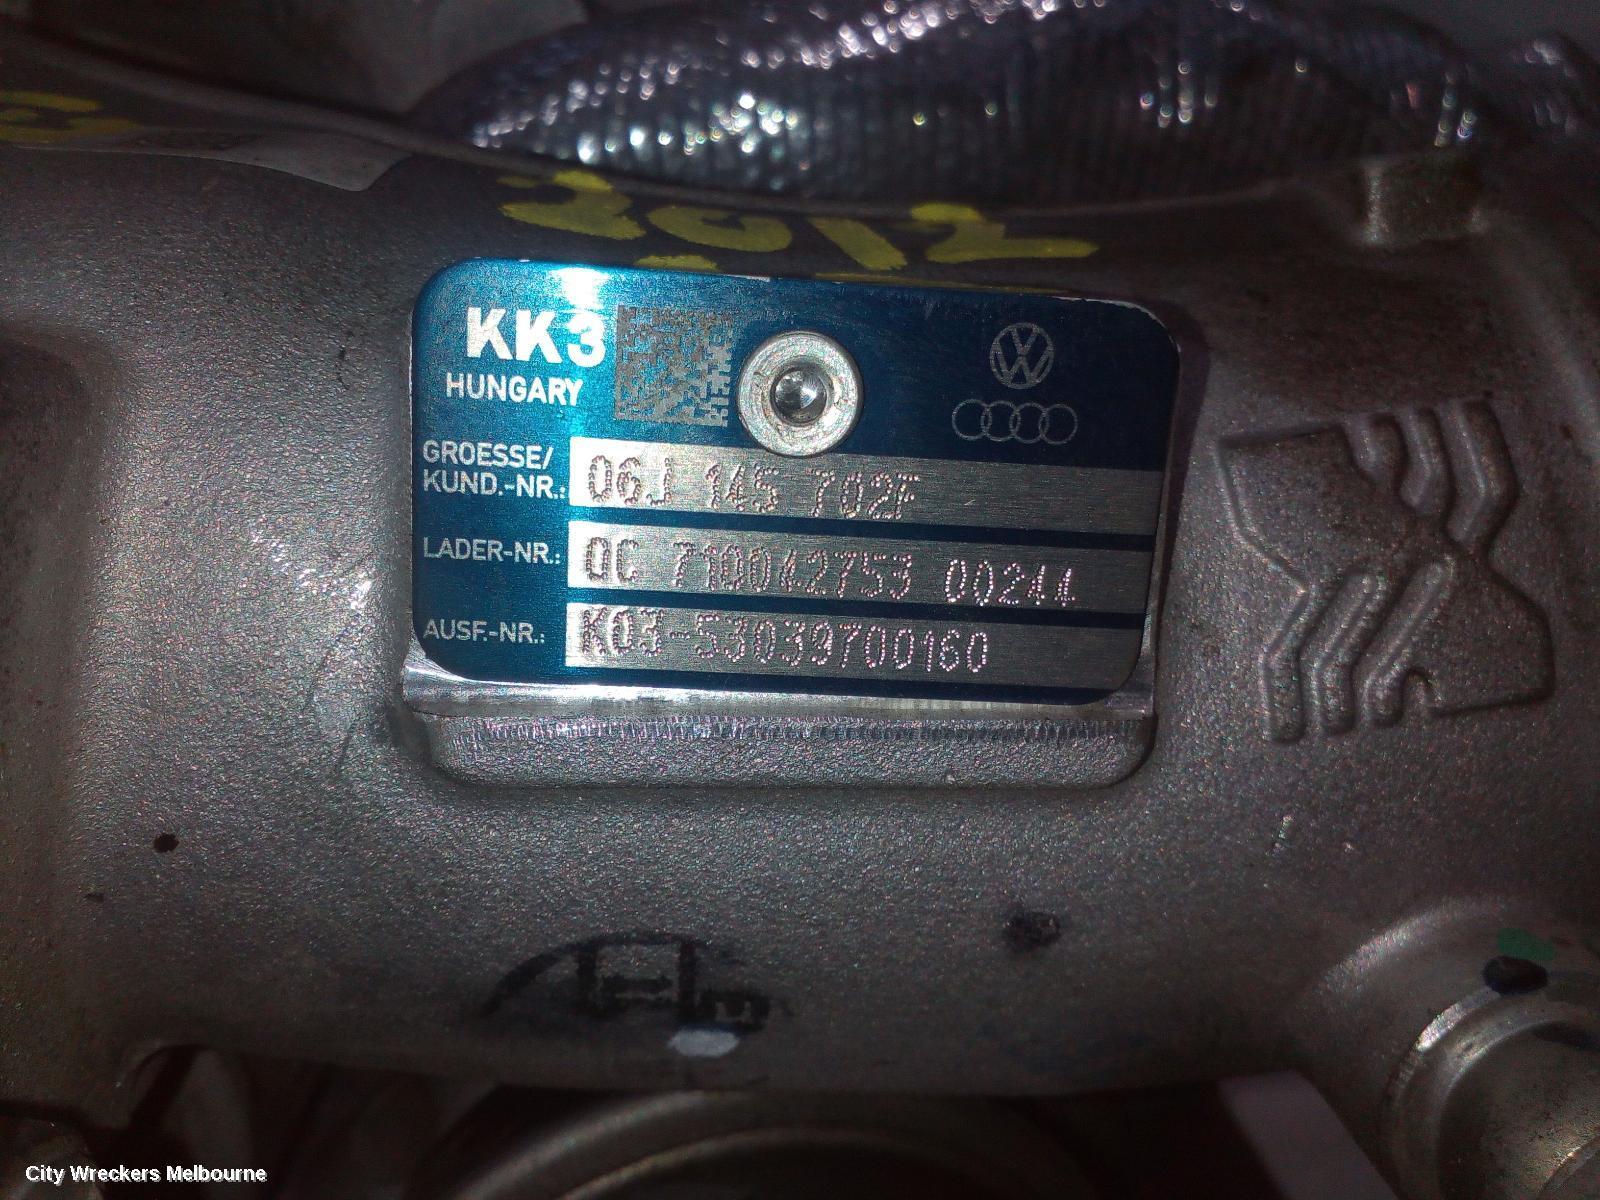 2012
KK3
HUNGARY
GROESSE/
KUND.-NR.: 06J 145 702F
LADER-NR.: QC 710042753 00244
AUSF.-NR.: K03-53039700160
City Wreckers Melbourne